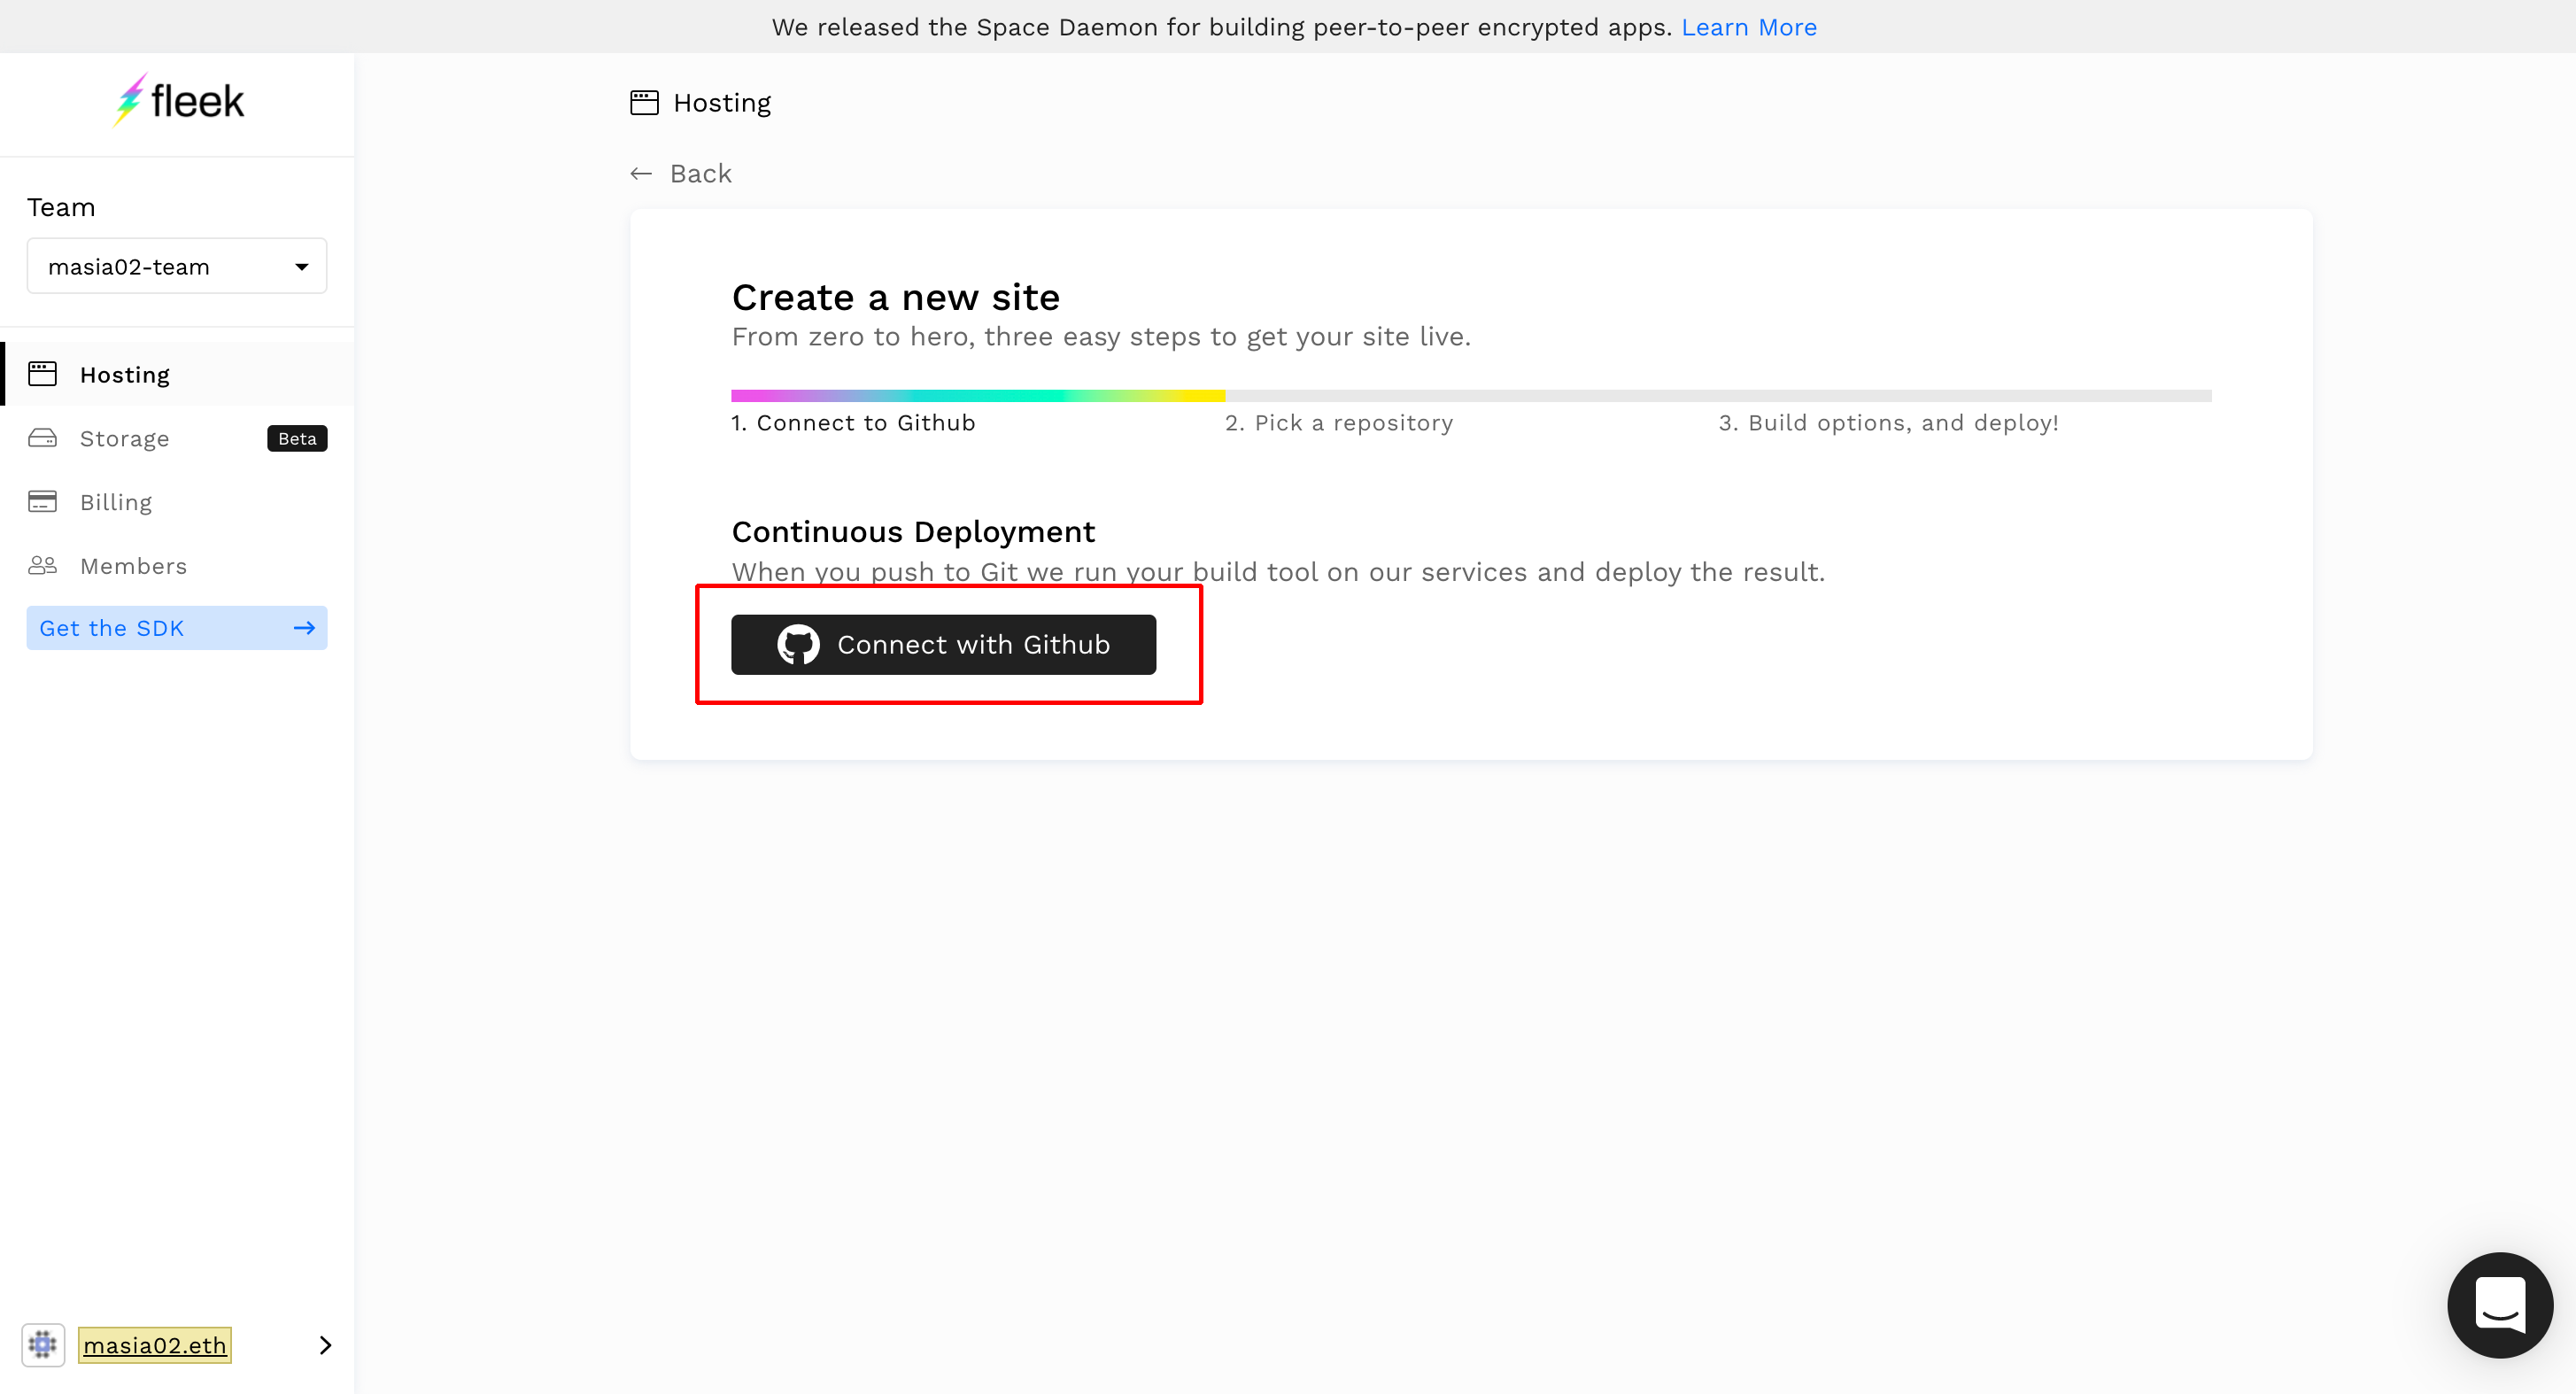 We released the Space Daemon for building peer-to-peer encrypted apps. Learn More
fleek
Team
masia02-team
Hosting
Storage Beta
Billing
Members
Get the SDK
masia02.eth
Hosting
Back
Create a new site
From zero to hero, three easy steps to get your site live.
1. Connect to Github 2. Pick a repository 3. Build options, and deploy!
Continuous Deployment
When you push to Git we run your build tool on our services and deploy the result.
Connect with Github